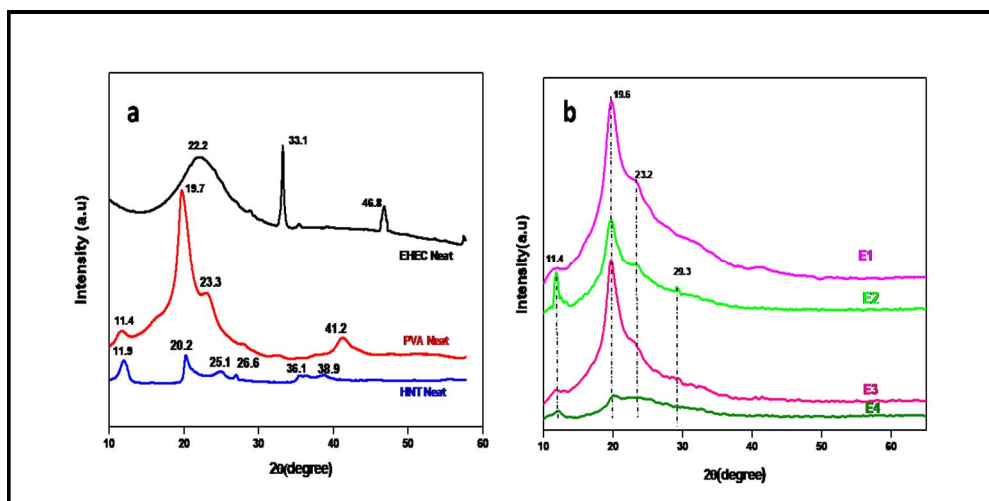 a
22.2
33.1
19.7
46.8
EHEC Neat
23.3
11.4
41.2
PVA Neat
11.9
20.2
25.1
26.6
36.1
38.9
HNT Neat
10 20 30 40 50 60
2θ(degree)
Intensity (a.u)
b
19.6
23.2
E1
11.4
29.3
E2
E3
E4
10 20 30 40 50 60
2θ(degree)
Intensity(a.u)